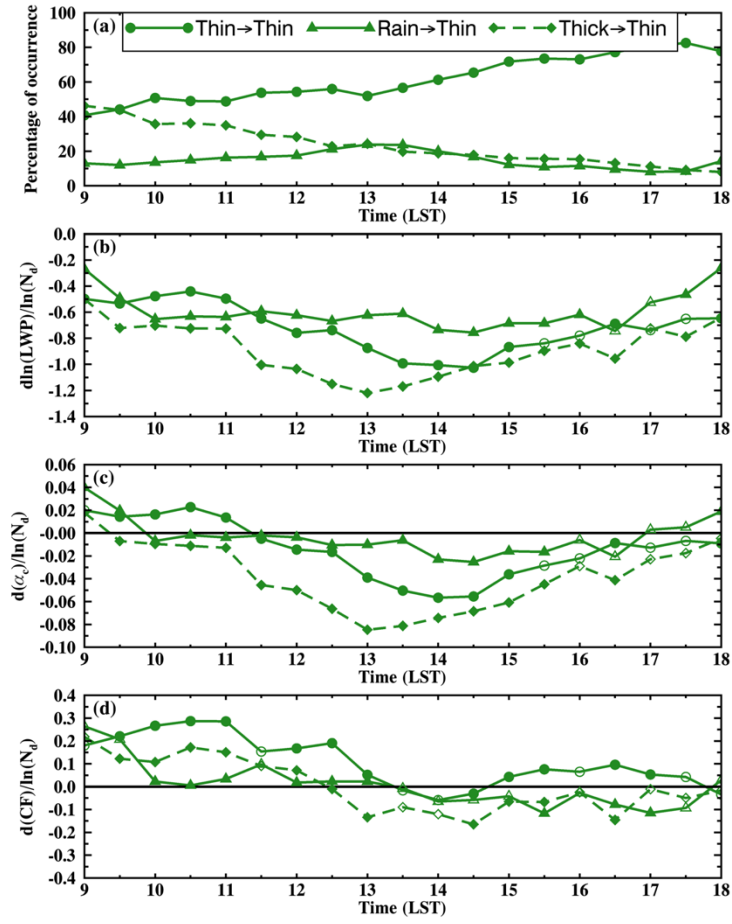 (a) Thin→Thin Rain→Thin Thick→Thin
Percentage of occurrence
100
80
60
40
20
0
9 10 11 12 13 14 15 16 17 18
Time (LST)
(b)
dln(LWP)/ln(N_d)
0.0
-0.2
-0.4
-0.6
-0.8
-1.0
-1.2
-1.4
9 10 11 12 13 14 15 16 17 18
Time (LST)
(c)
d(α_c)/ln(N_d)
0.06
0.04
0.02
-0.00
-0.02
-0.04
-0.06
-0.08
-0.10
9 10 11 12 13 14 15 16 17 18
Time (LST)
(d)
d(CF)/ln(N_d)
0.4
0.3
0.2
0.1
0.0
-0.1
-0.2
-0.3
-0.4
9 10 11 12 13 14 15 16 17 18
Time (LST)